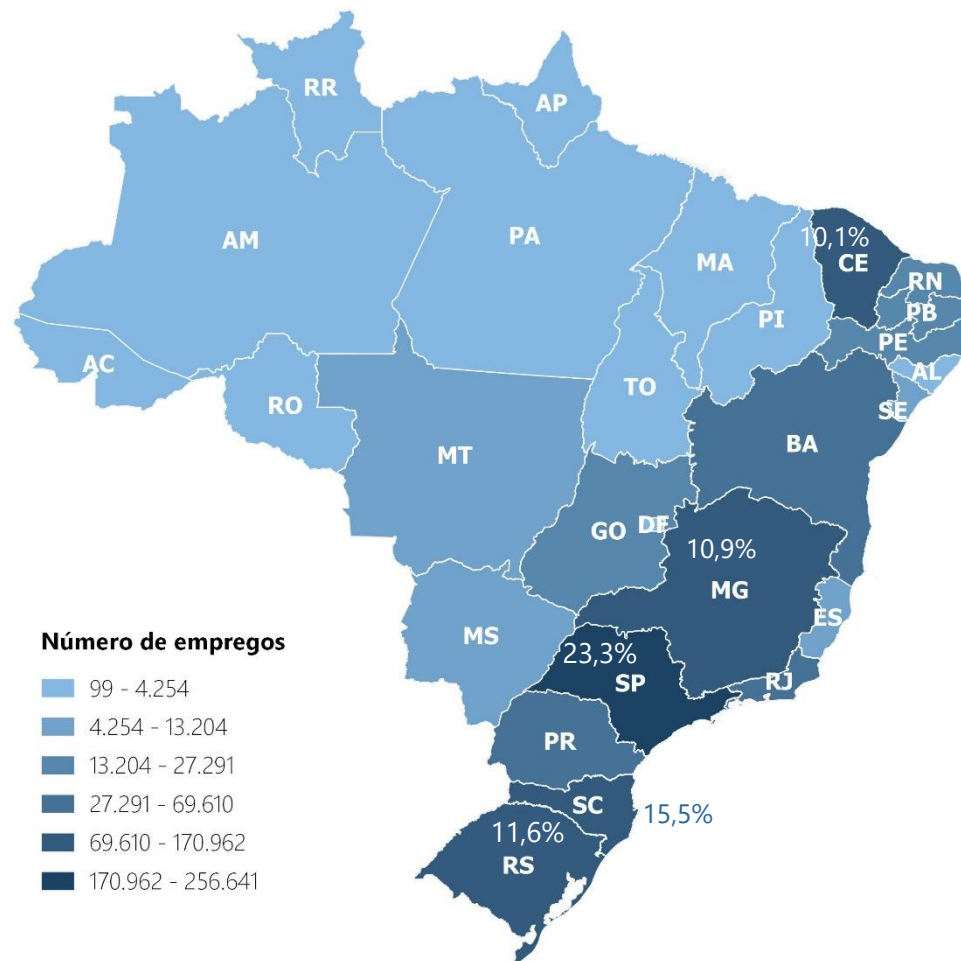 RR
AP
AM
PA
MA
10,1%
CE
RN
PB
PI
PE
AC
AL
TO
RO
SE
BA
MT
GO
DF
10,9%
MG
ES
MS
23,3%
SP
RJ
PR
SC
15,5%
11,6%
RS
Número de empregos
99 - 4.254
4.254 - 13.204
13.204 - 27.291
27.291 - 69.610
69.610 - 170.962
170.962 - 256.641